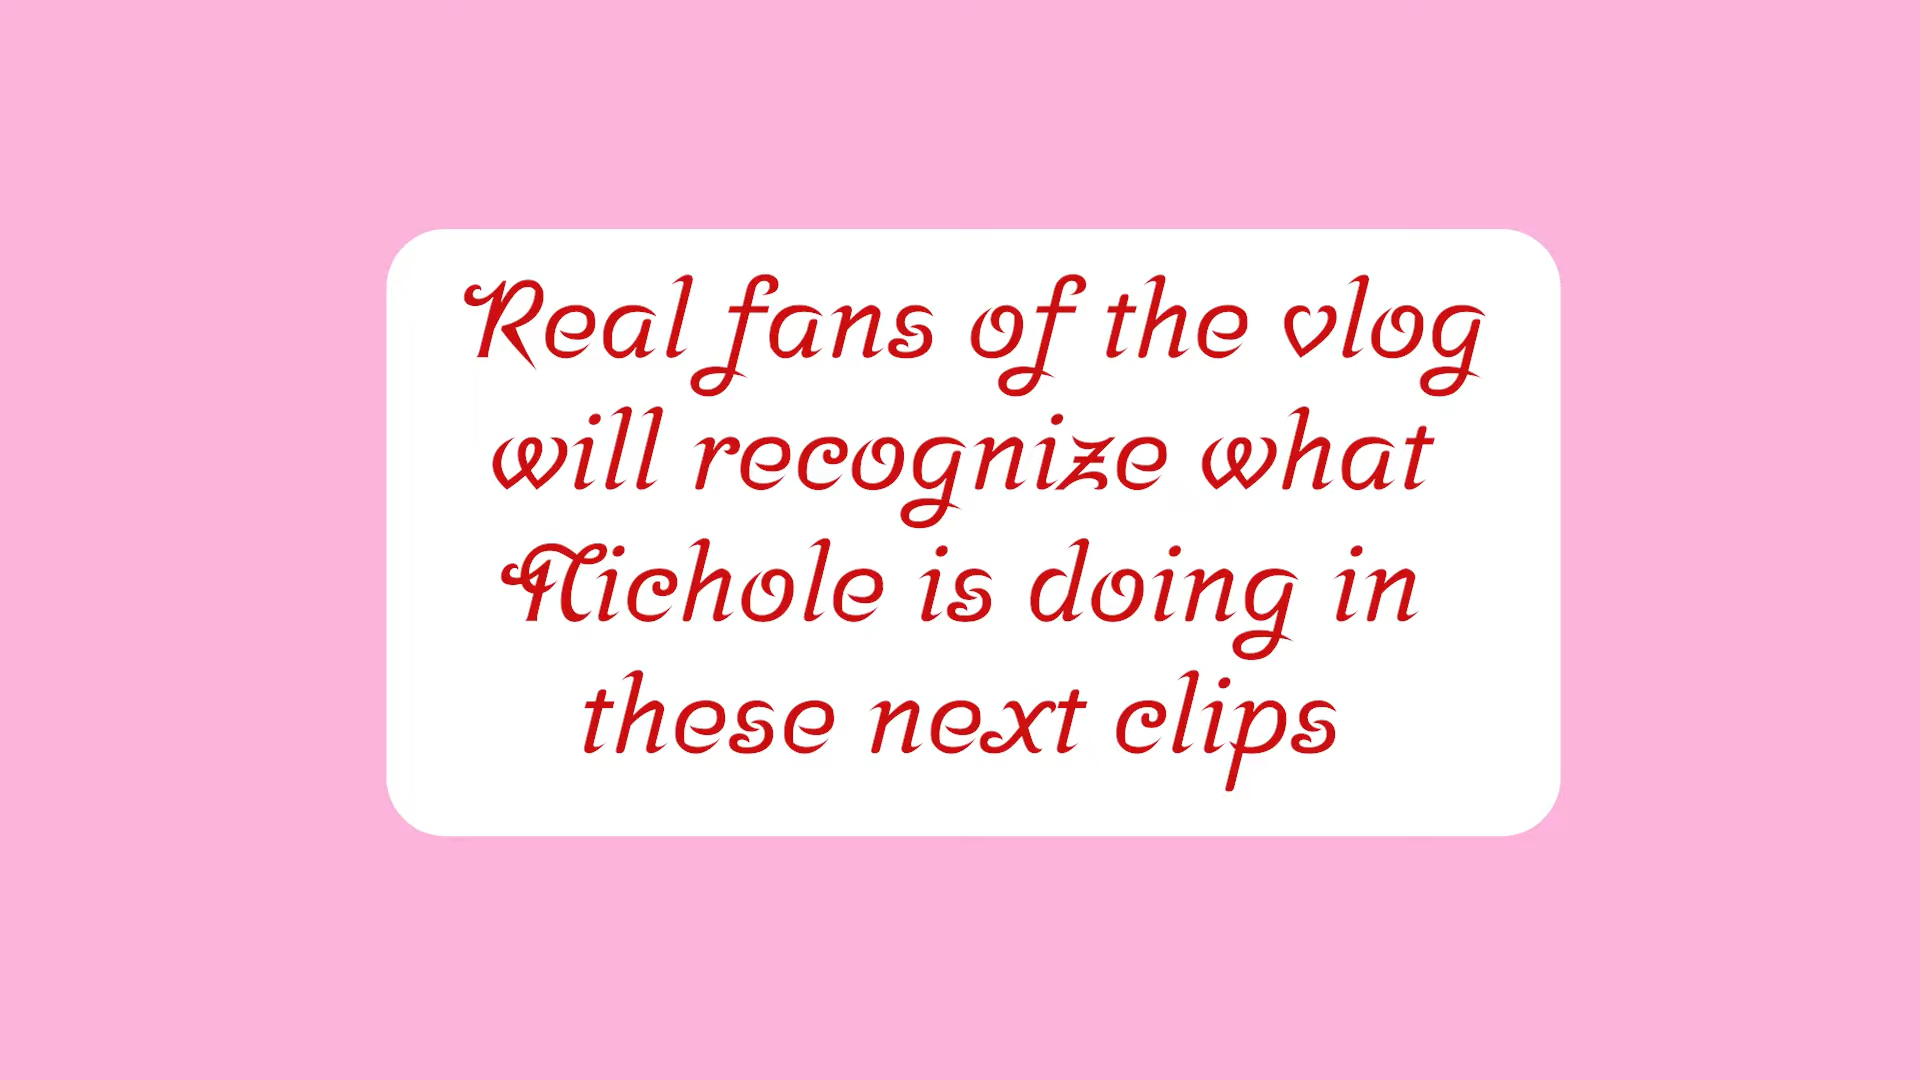 Real fans of the vlog
will recognize what
Nichole is doing in
these next clips